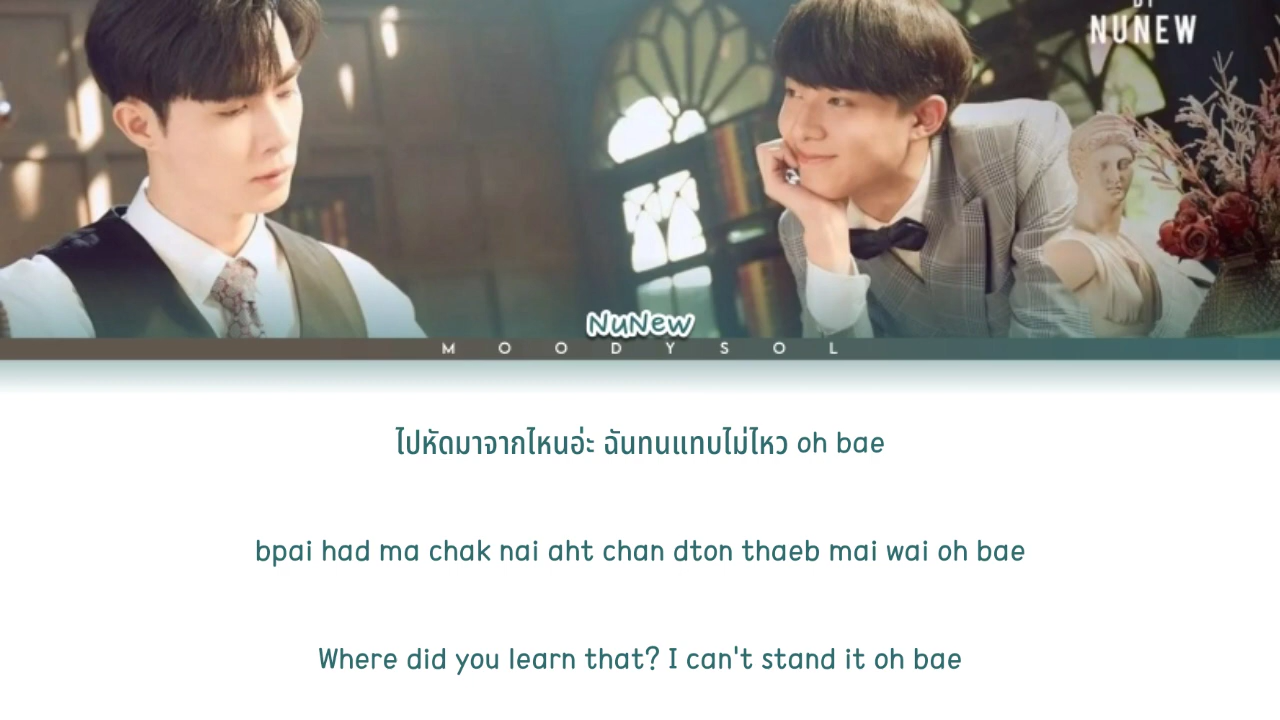 BY
NUNEW
NuNew
MOODYSOL
ไปหัดมาจากไหนอ่ะ ฉันทนแทบไม่ไหว oh bae
bpai had ma chak nai aht chan dton thaeb mai wai oh bae
Where did you learn that? I can't stand it oh bae